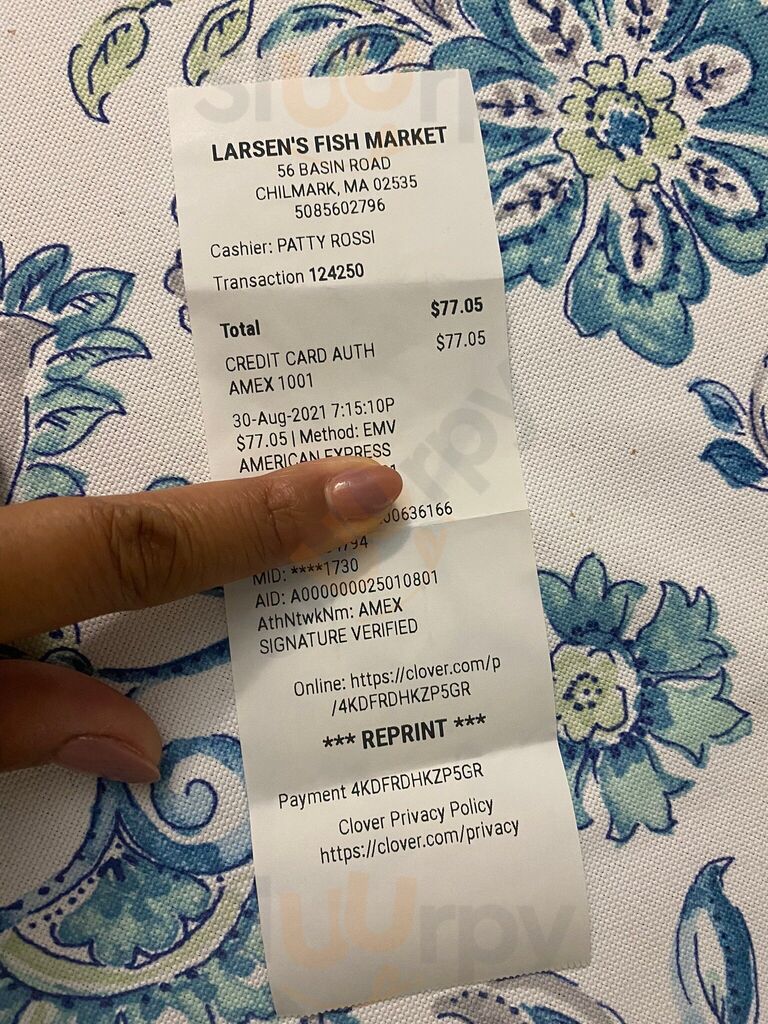 LARSEN'S FISH MARKET
56 BASIN ROAD
CHILMARK, MA 02535
5085602796
Cashier: PATTY ROSSI
Transaction 124250
Total $77.05
CREDIT CARD AUTH $77.05
AMEX 1001
30-Aug-2021 7:15:10P
$77.05 | Method: EMV
AMERICAN EXPRESS
MID: ****1730
AID: A000000025010801
AthNtwkNm: AMEX
SIGNATURE VERIFIED
Online: https://clover.com/p
/4KDFRDHKZP5GR
*** REPRINT ***
Payment 4KDFRDHKZP5GR
Clover Privacy Policy
https://clover.com/privacy